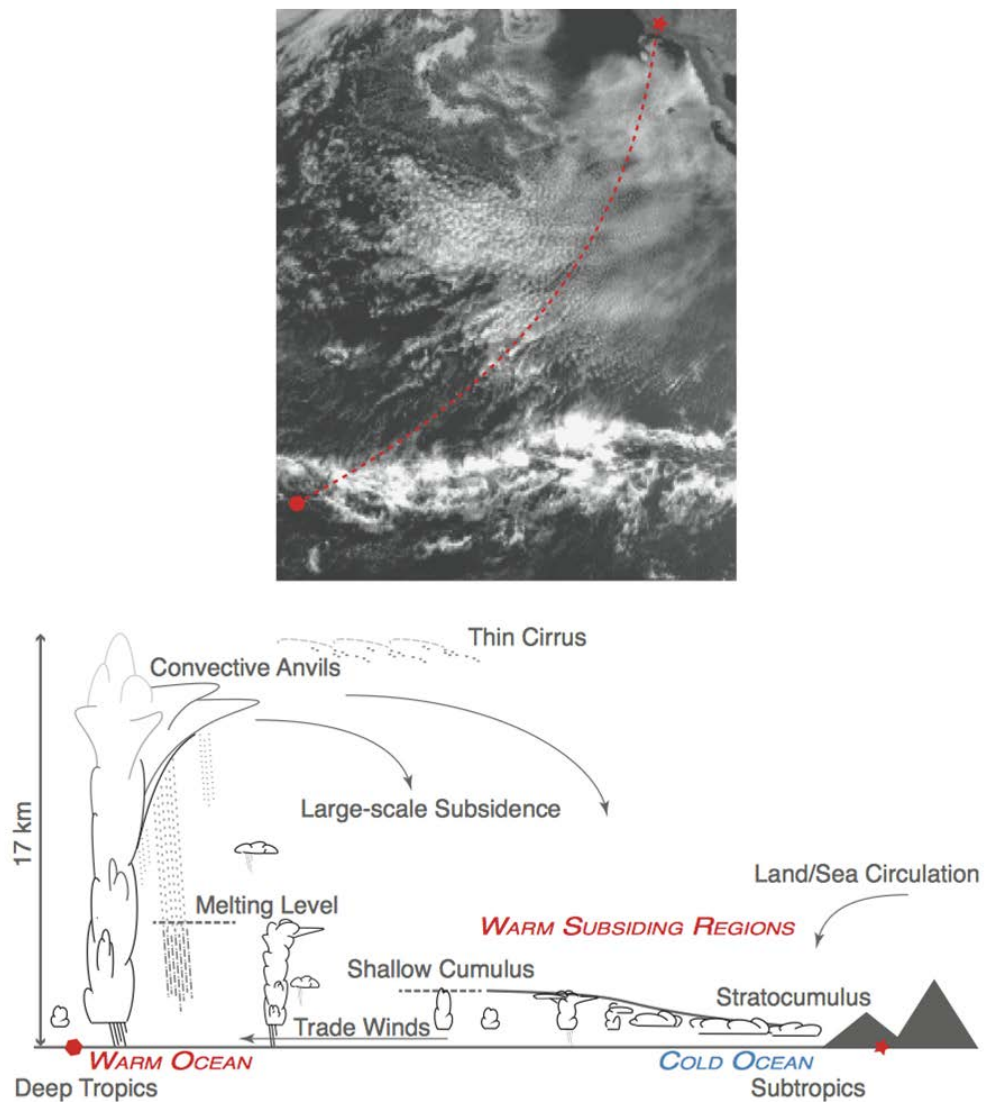 Thin Cirrus
Convective Anvils
Large-scale Subsidence
17 km
Land/Sea Circulation
Melting Level
WARM SUBSIDING REGIONS
Shallow Cumulus
Stratocumulus
Trade Winds
WARM OCEAN
COLD OCEAN
Deep Tropics
Subtropics